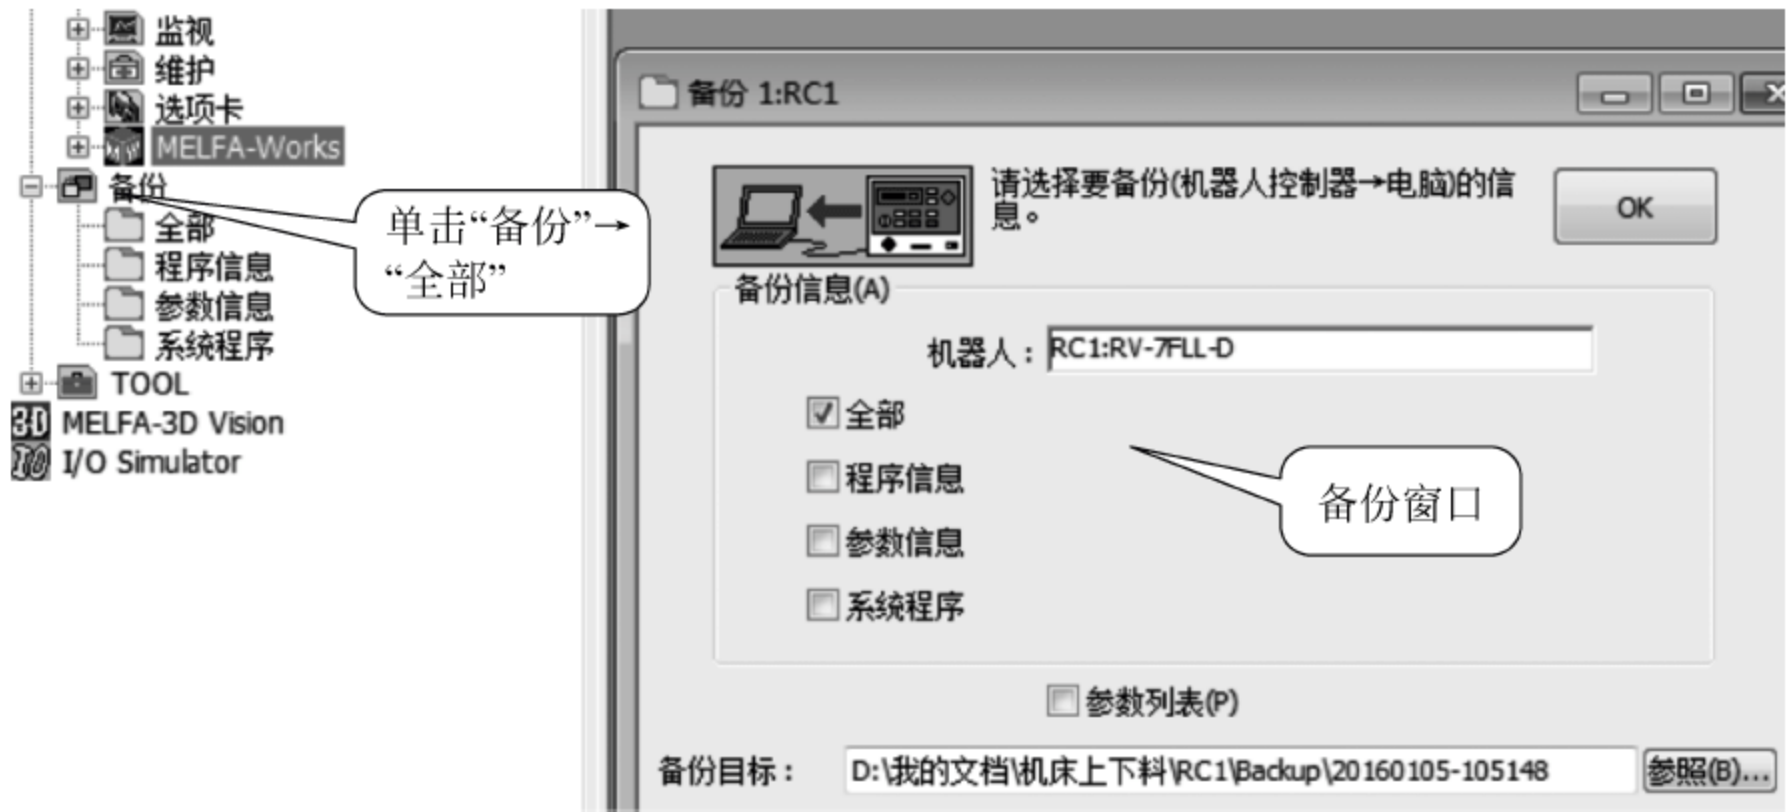 监视
维护
选项卡
MELFA-Works
备份
全部
程序信息
参数信息
系统程序
TOOL
3D MELFA-3D Vision
IO I/O Simulator
单击“备份”→
“全部”
备份 1:RC1
请选择要备份(机器人控制器→电脑)的信
息。
OK
备份信息(A)
机器人： RC1:RV-7FLL-D
全部
程序信息
参数信息
系统程序
备份窗口
参数列表(P)
备份目标： D:\我的文档\机床上下料\RC1\Backup\20160105-105148 参照(B)...